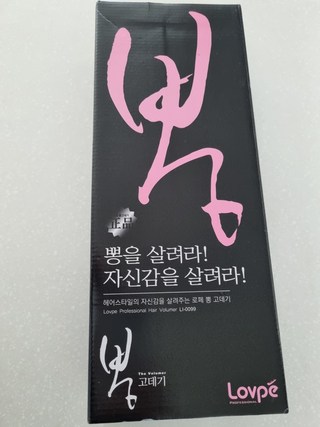 뽕
正品
뽕을 살려라!
자신감을 살려라!
헤어스타일의 자신감을 살려주는 로페 뽕 고데기
Lovpe Professional Hair Volumer LI-0099
뽕
The Volumer
고데기
Lovpé